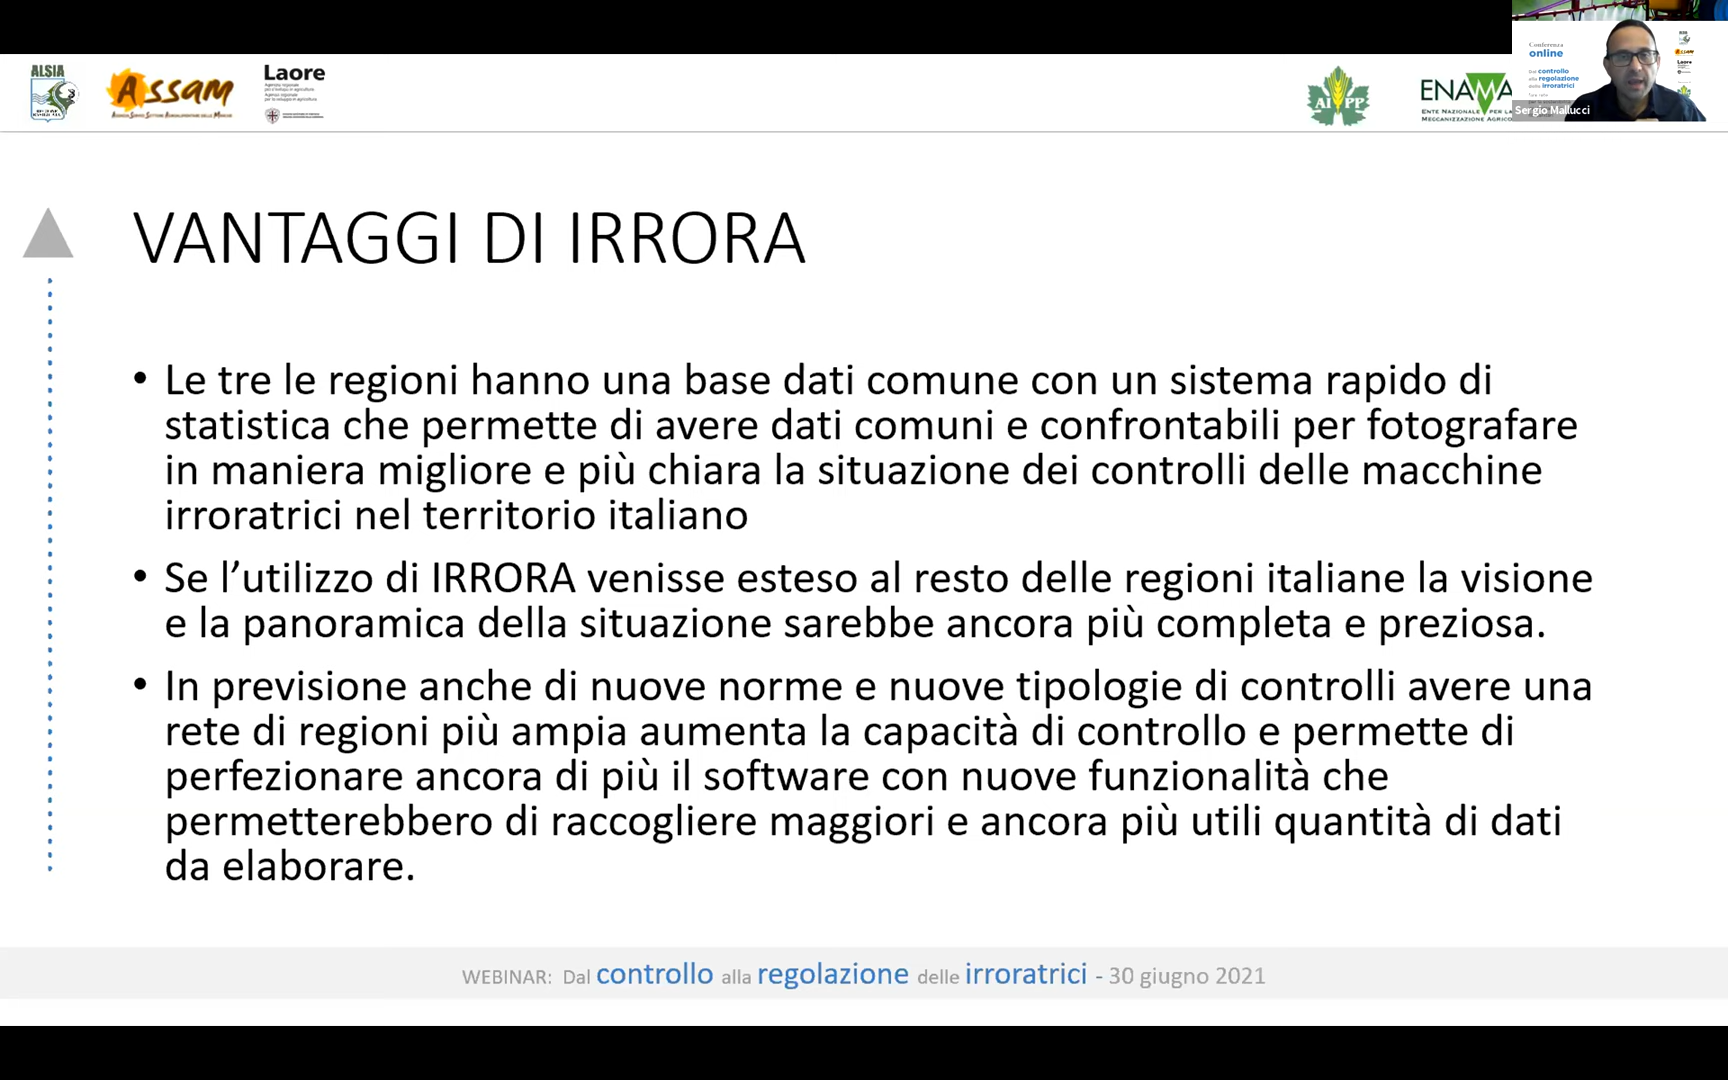 ALSIA
ASSAM
Laore
AIPP
ENAMA
ENTE NAZIONALE PER LA
MECCANIZZAZIONE AGRICO
Conferenza
online
controllo
regolazione
irroratrici
Sergio Mallucci
VANTAGGI DI IRRORA
• Le tre le regioni hanno una base dati comune con un sistema rapido di
statistica che permette di avere dati comuni e confrontabili per fotografare
in maniera migliore e più chiara la situazione dei controlli delle macchine
irroratrici nel territorio italiano
• Se l’utilizzo di IRRORA venisse esteso al resto delle regioni italiane la visione
e la panoramica della situazione sarebbe ancora più completa e preziosa.
• In previsione anche di nuove norme e nuove tipologie di controlli avere una
rete di regioni più ampia aumenta la capacità di controllo e permette di
perfezionare ancora di più il software con nuove funzionalità che
permetterebbero di raccogliere maggiori e ancora più utili quantità di dati
da elaborare.
WEBINAR: Dal controllo alla regolazione delle irroratrici - 30 giugno 2021